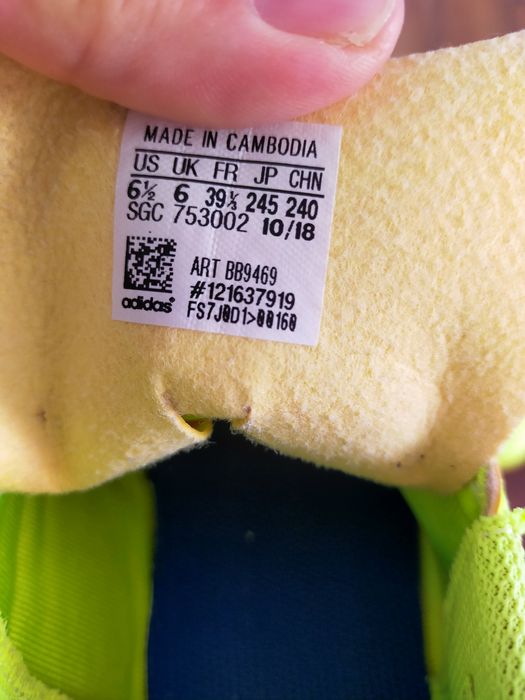 MADE IN CAMBODIA
US UK FR JP CHN
6½ 6 39⅓ 245 240
SGC 753002 10/18
ART BB9469
#121637919
adidas®
FS7J0D1>00160